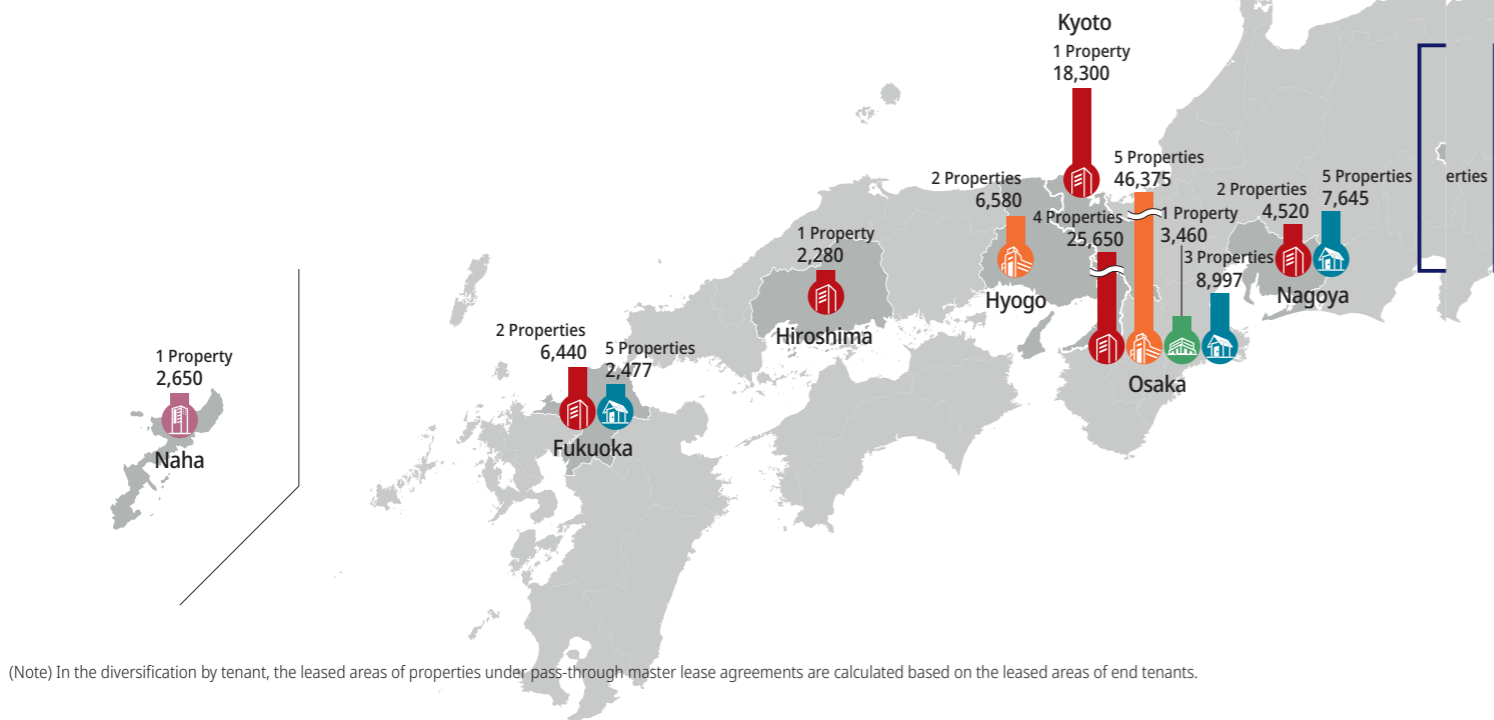 Kyoto
1 Property
18,300
5 Properties
46,375
2 Properties
6,580
4 Properties
25,650
1 Property
3,460
3 Properties
8,997
2 Properties
4,520
5 Properties
7,645
erties
1 Property
2,280
Hyogo
Nagoya
Hiroshima
Osaka
2 Properties
6,440
5 Properties
2,477
Fukuoka
1 Property
2,650
Naha
(Note) In the diversification by tenant, the leased areas of properties under pass-through master lease agreements are calculated based on the leased areas of end tenants.